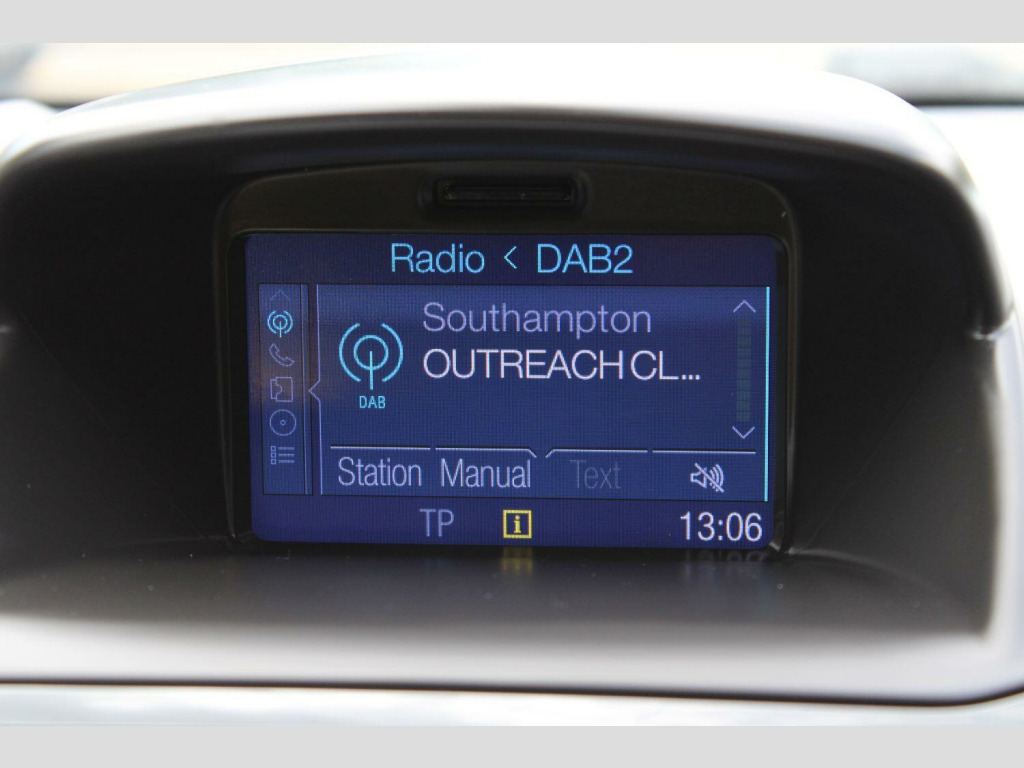 Radio < DAB2
Southampton
OUTREACH CL...
DAB
Station Manual Text
TP i 13:06